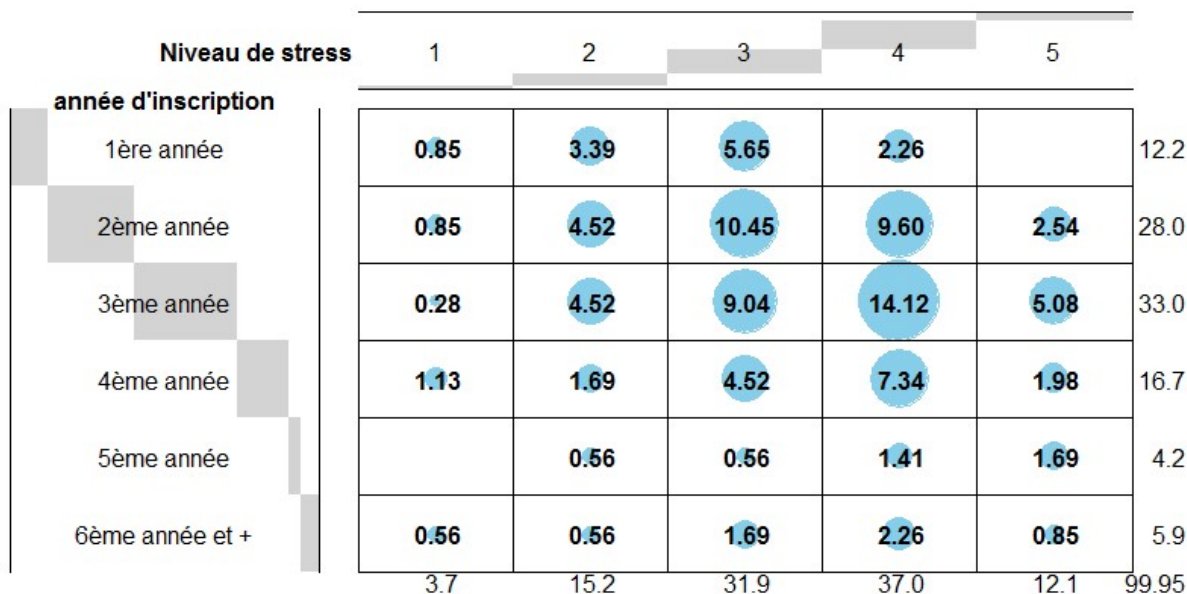 Niveau de stress 1 2 3 4 5
année d'inscription
1ère année 0.85 3.39 5.65 2.26 12.2
2ème année 0.85 4.52 10.45 9.60 2.54 28.0
3ème année 0.28 4.52 9.04 14.12 5.08 33.0
4ème année 1.13 1.69 4.52 7.34 1.98 16.7
5ème année 0.56 0.56 1.41 1.69 4.2
6ème année et + 0.56 0.56 1.69 2.26 0.85 5.9
3.7 15.2 31.9 37.0 12.1 99.95